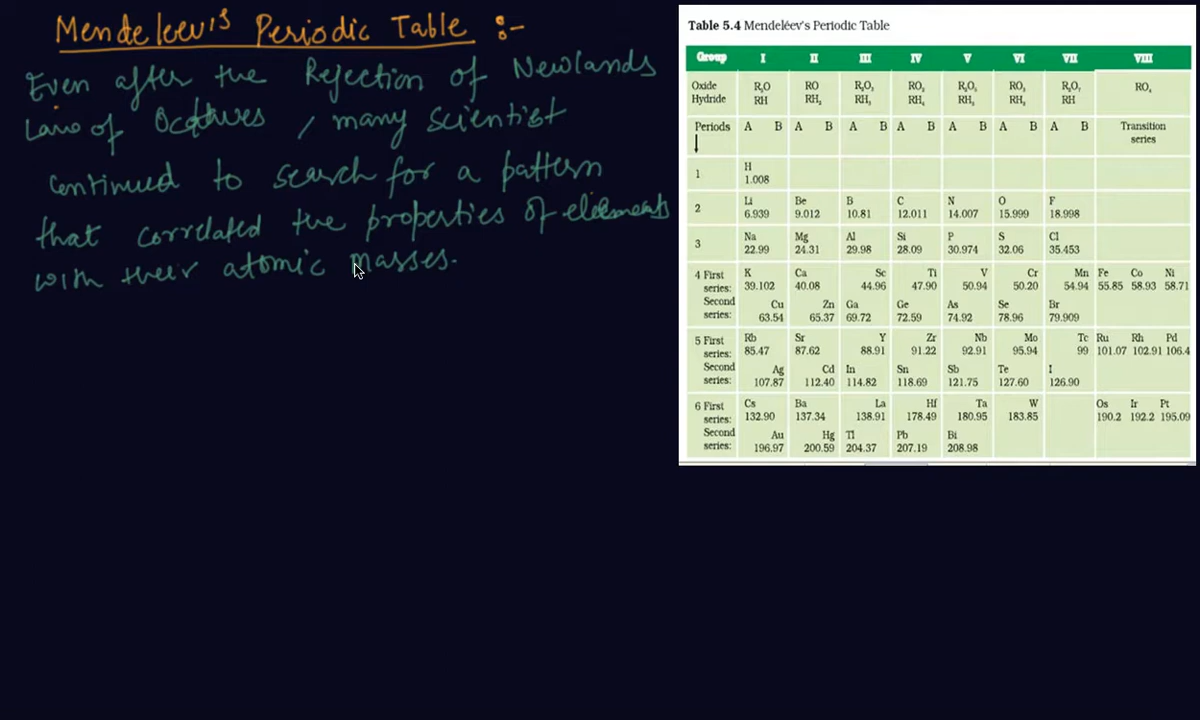 Mendeleev's Periodic Table :-
Even after the Rejection of Newlands
Law of Octaves, many scientist
continued to search for a pattern
that correlated the properties of elements
with their atomic masses.
Table 5.4 Mendeléev's Periodic Table
Group I II III IV V VI VII VIII
Oxide R₂O RO R₂O₃ RO₂ R₂O₅ RO₃ R₂O₇ RO₄
Hydride RH RH₂ RH₃ RH₄ RH₃ RH₂ RH
Periods ↓ A B A B A B A B A B A B A B Transition series
1 H
1.008
2 Li Be B C N O F
6.939 9.012 10.81 12.011 14.007 15.999 18.998
3 Na Mg Al Si P S Cl
22.99 24.31 29.98 28.09 30.974 32.06 35.453
4 First K Ca Sc Ti V Cr Mn Fe Co Ni
series: 39.102 40.08 44.96 47.90 50.94 50.20 54.94 55.85 58.93 58.71
Second Cu Zn Ga Ge As Se Br
series: 63.54 65.37 69.72 72.59 74.92 78.96 79.909
5 First Rb Sr Y Zr Nb Mo Tc Ru Rh Pd
series: 85.47 87.62 88.91 91.22 92.91 95.94 99 101.07 102.91 106.4
Second Ag Cd In Sn Sb Te I
series: 107.87 112.40 114.82 118.69 121.75 127.60 126.90
6 First Cs Ba La Hf Ta W Os Ir Pt
series: 132.90 137.34 138.91 178.49 180.95 183.85 190.2 192.2 195.09
Second Au Hg Tl Pb Bi
series: 196.97 200.59 204.37 207.19 208.98